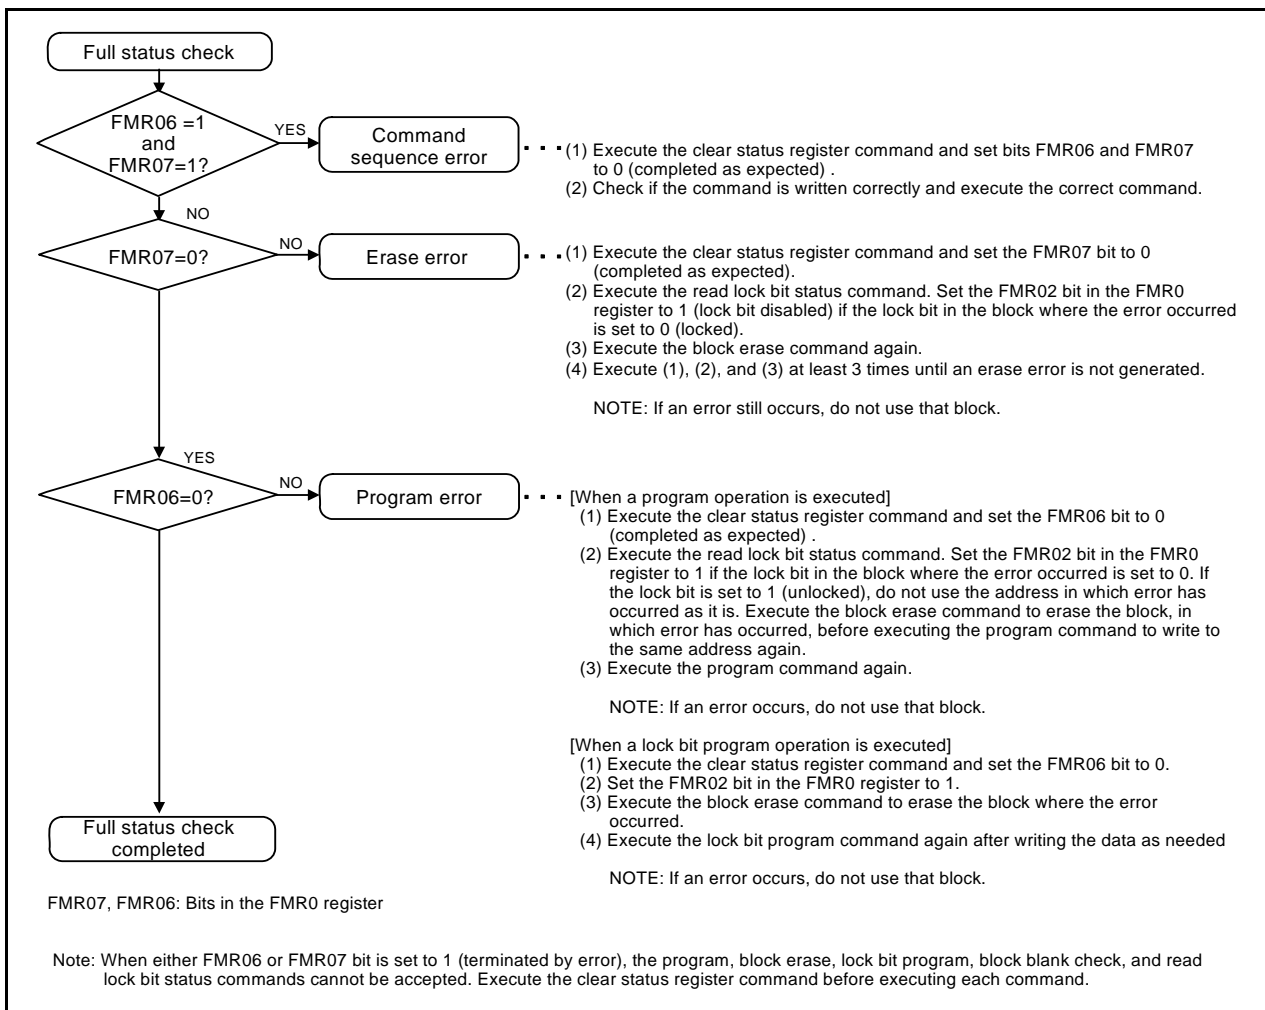 Full status check
FMR06 =1
and
FMR07=1?
YES
Command
sequence error
(1) Execute the clear status register command and set bits FMR06 and FMR07
to 0 (completed as expected) .
(2) Check if the command is written correctly and execute the correct command.
NO
FMR07=0?
NO
Erase error
(1) Execute the clear status register command and set the FMR07 bit to 0
(completed as expected).
(2) Execute the read lock bit status command. Set the FMR02 bit in the FMR0
register to 1 (lock bit disabled) if the lock bit in the block where the error occurred
is set to 0 (locked).
(3) Execute the block erase command again.
(4) Execute (1), (2), and (3) at least 3 times until an erase error is not generated.
NOTE: If an error still occurs, do not use that block.
YES
FMR06=0?
NO
Program error
[When a program operation is executed]
(1) Execute the clear status register command and set the FMR06 bit to 0
(completed as expected) .
(2) Execute the read lock bit status command. Set the FMR02 bit in the FMR0
register to 1 if the lock bit in the block where the error occurred is set to 0. If
the lock bit is set to 1 (unlocked), do not use the address in which error has
occurred as it is. Execute the block erase command to erase the block, in
which error has occurred, before executing the program command to write to
the same address again.
(3) Execute the program command again.
NOTE: If an error occurs, do not use that block.
[When a lock bit program operation is executed]
(1) Execute the clear status register command and set the FMR06 bit to 0.
(2) Set the FMR02 bit in the FMR0 register to 1.
(3) Execute the block erase command to erase the block where the error
occurred.
(4) Execute the lock bit program command again after writing the data as needed
NOTE: If an error occurs, do not use that block.
Full status check
completed
FMR07, FMR06: Bits in the FMR0 register
Note: When either FMR06 or FMR07 bit is set to 1 (terminated by error), the program, block erase, lock bit program, block blank check, and read
lock bit status commands cannot be accepted. Execute the clear status register command before executing each command.